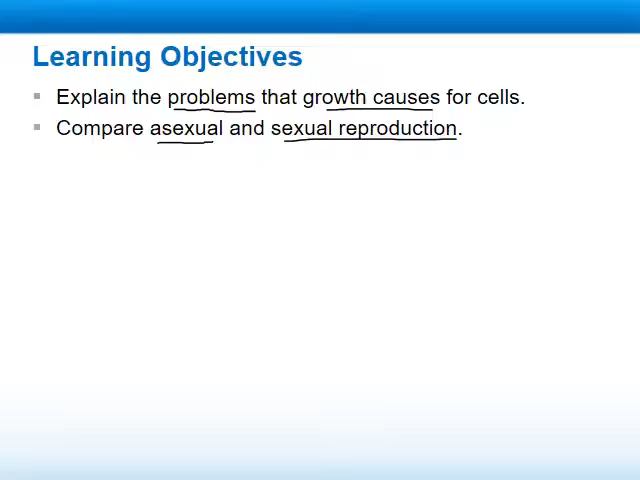 Learning Objectives
Explain the problems that growth causes for cells.
Compare asexual and sexual reproduction.